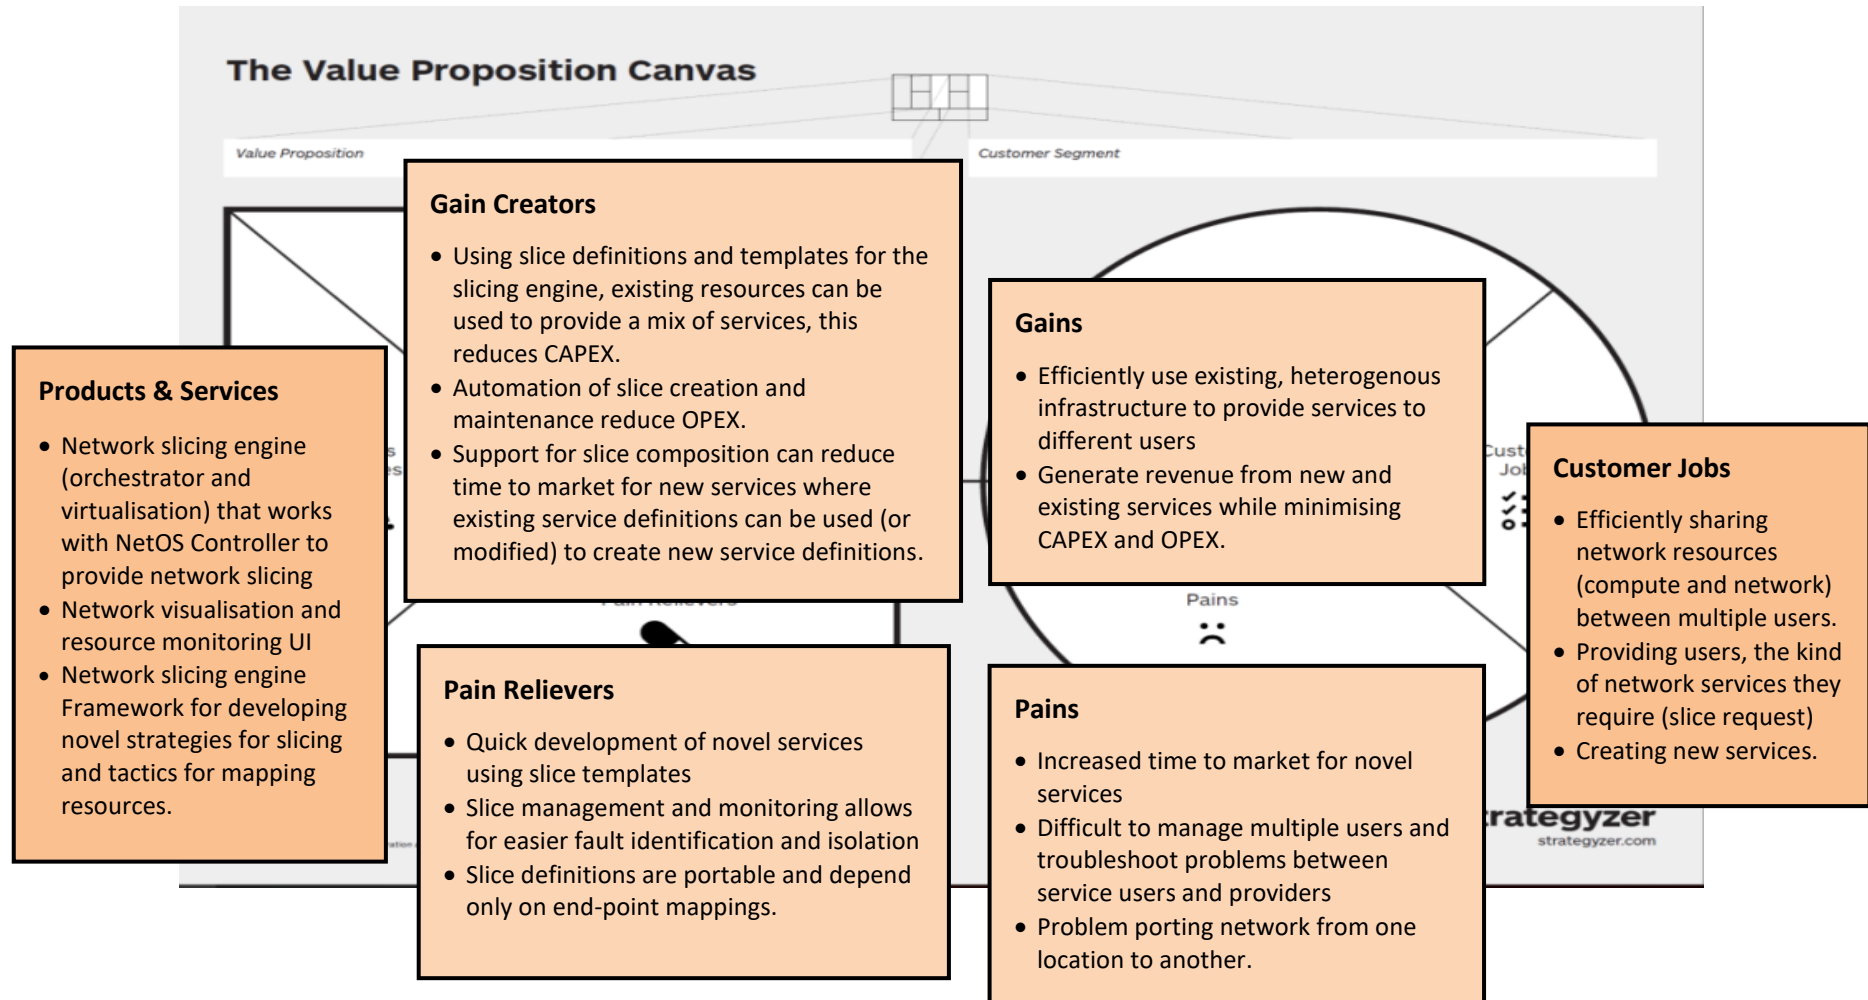 The Value Proposition Canvas
Value Proposition
Customer Segment
Gain Creators
• Using slice definitions and templates for the
slicing engine, existing resources can be
used to provide a mix of services, this
reduces CAPEX.
• Automation of slice creation and
maintenance reduce OPEX.
• Support for slice composition can reduce
time to market for new services where
existing service definitions can be used (or
modified) to create new service definitions.
Gains
• Efficiently use existing, heterogenous
infrastructure to provide services to
different users
• Generate revenue from new and
existing services while minimising
CAPEX and OPEX.
Products & Services
• Network slicing engine
(orchestrator and
virtualisation) that works
with NetOS Controller to
provide network slicing
• Network visualisation and
resource monitoring UI
• Network slicing engine
Framework for developing
novel strategies for slicing
and tactics for mapping
resources.
Customer Jobs
• Efficiently sharing
network resources
(compute and network)
between multiple users.
• Providing users, the kind
of network services they
require (slice request)
• Creating new services.
Pain Relievers
Pains
Pain Relievers
• Quick development of novel services
using slice templates
• Slice management and monitoring allows
for easier fault identification and isolation
• Slice definitions are portable and depend
only on end-point mappings.
Pains
• Increased time to market for novel
services
• Difficult to manage multiple users and
troubleshoot problems between
service users and providers
• Problem porting network from one
location to another.
trategyzer
strategyzer.com